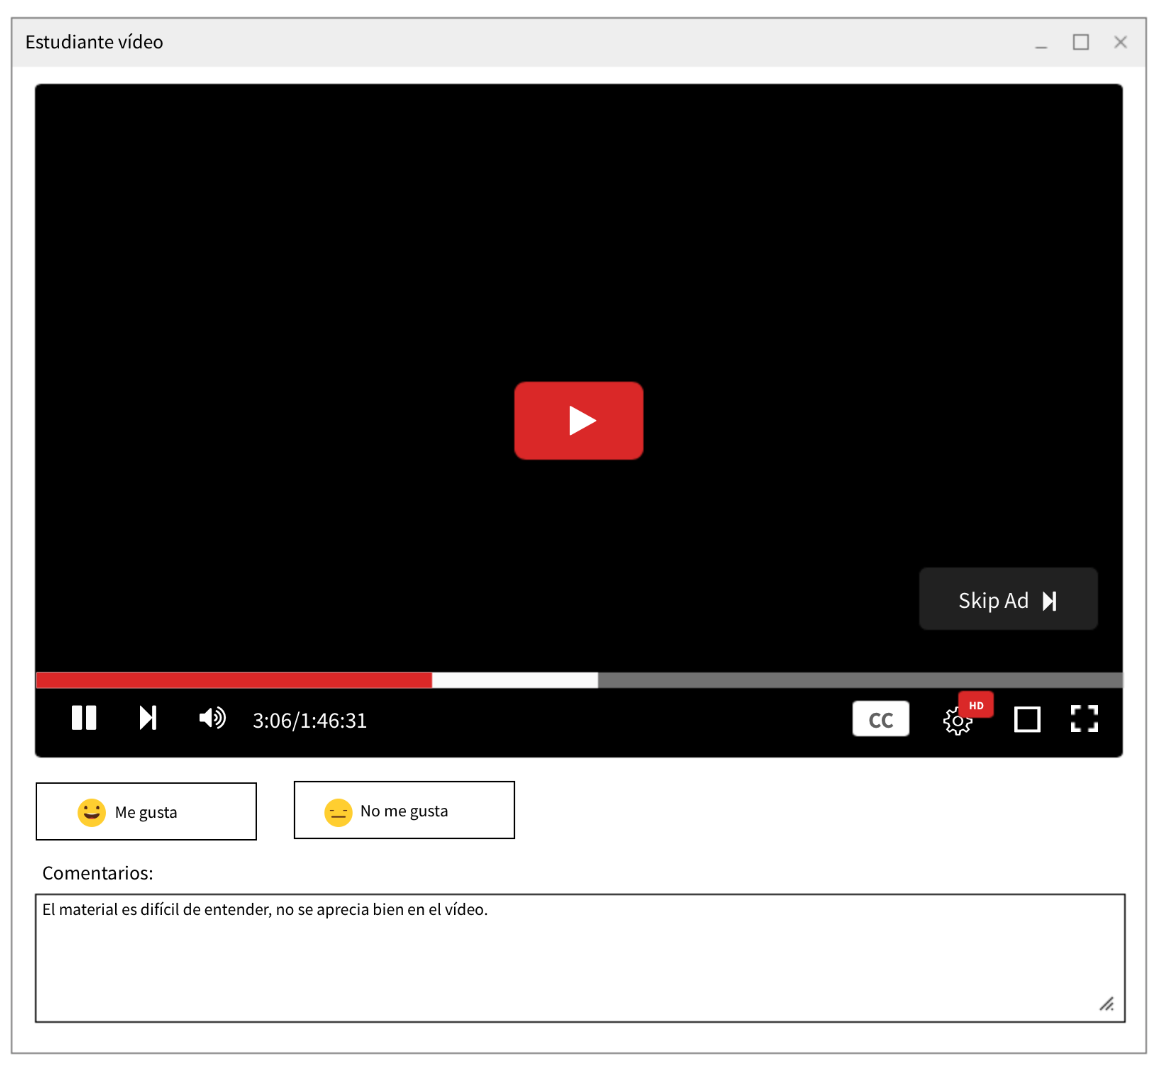 Estudiante vídeo
Skip Ad
3:06/1:46:31
CC
HD
Me gusta
No me gusta
Comentarios:
El material es difícil de entender, no se aprecia bien en el vídeo.